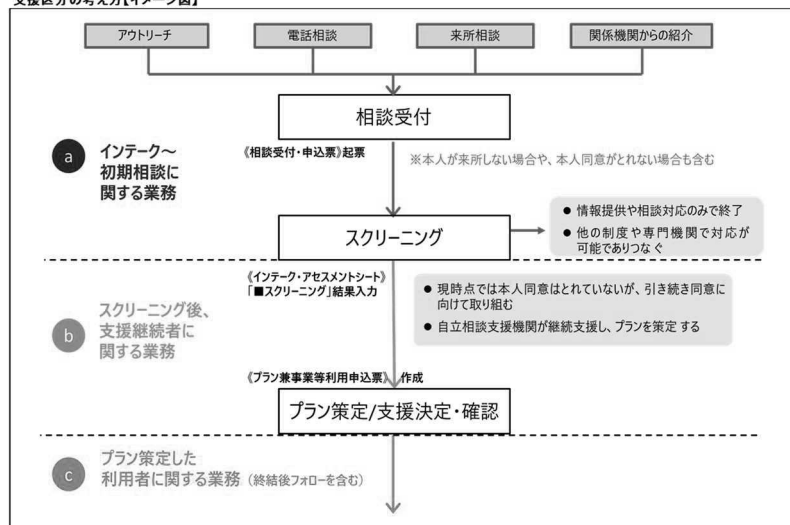 支援区分の考え方【イメージ図】
アウトリーチ
電話相談
来所相談
関係機関からの紹介
相談受付
a
インテーク～
初期相談に
関する業務
《相談受付・申込票》起票
※本人が来所しない場合や、本人同意がとれない場合も含む
スクリーニング
● 情報提供や相談対応のみで終了
● 他の制度や専門機関で対応が
可能でありつなぐ
《インテーク・アセスメントシート》
「■スクリーニング」結果入力
b
スクリーニング後、
支援継続者に
関する業務
● 現時点では本人同意はとれていないが、引き続き同意に
向けて取り組む
● 自立相談支援機関が継続支援し、プランを策定する
《プラン兼事業等利用申込票》作成
プラン策定/支援決定・確認
c
プラン策定した
利用者に関する業務（終結後フォローを含む）